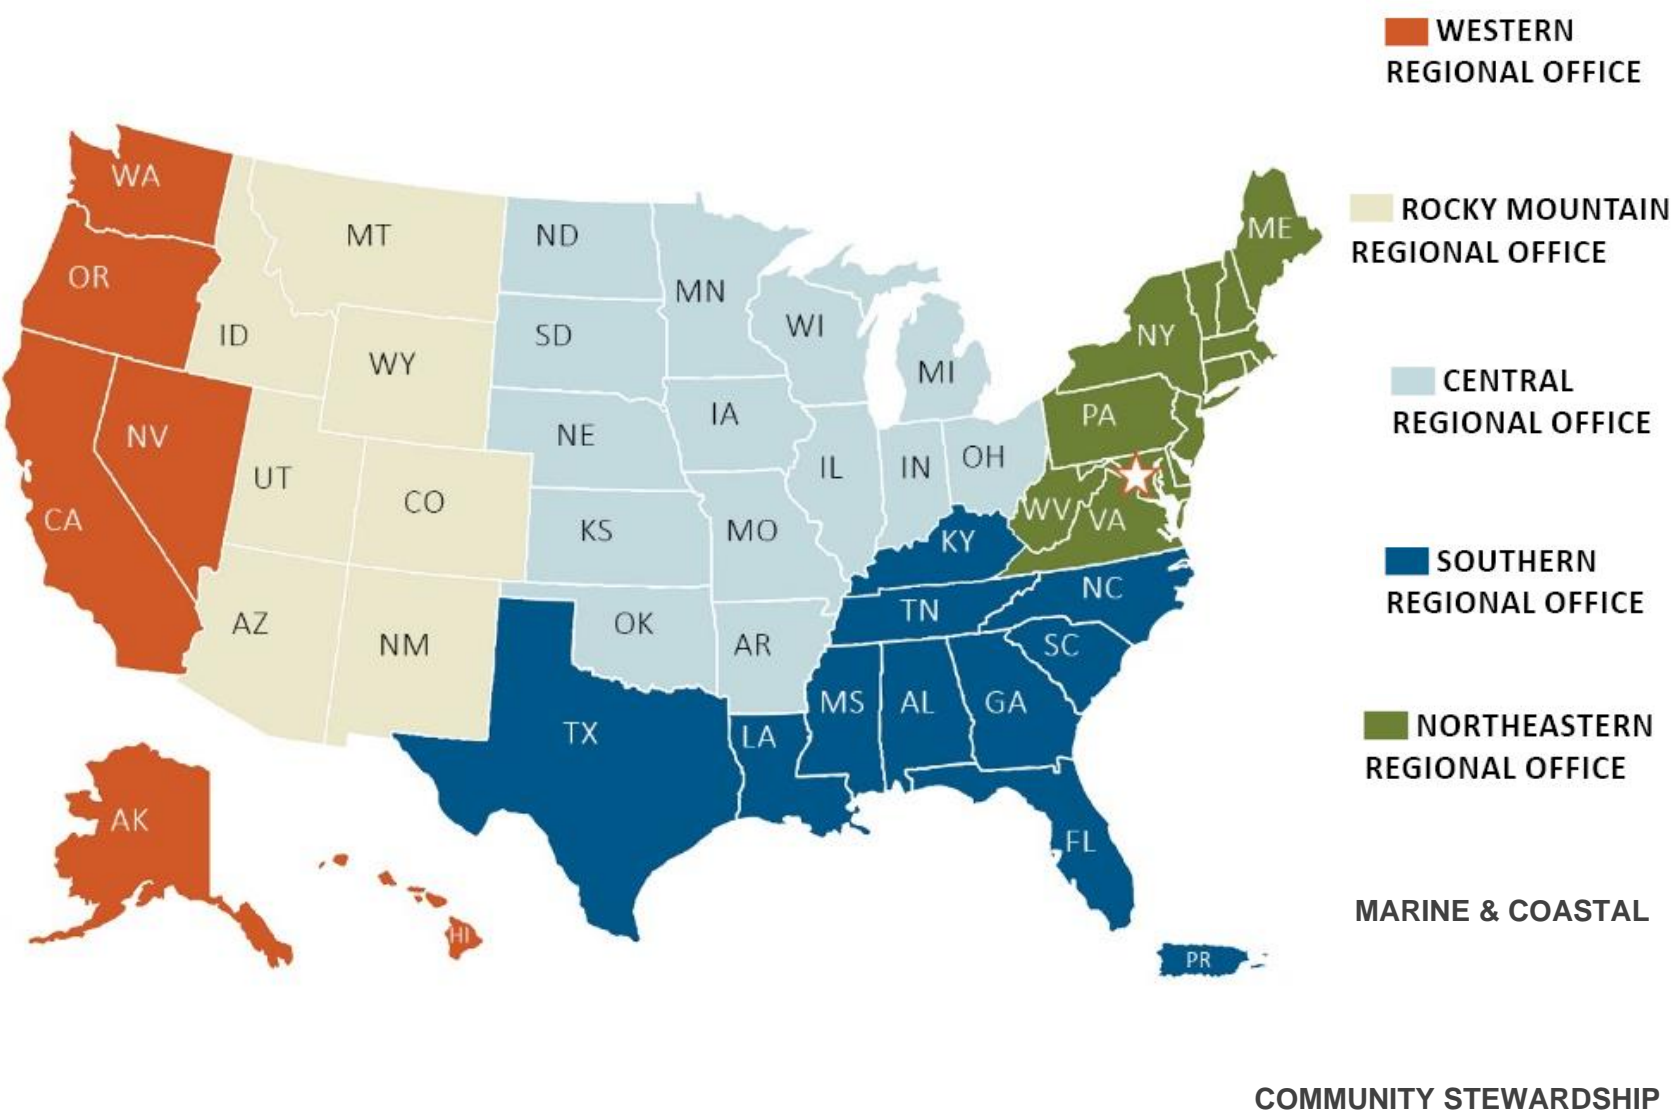 WESTERN
REGIONAL OFFICE
ROCKY MOUNTAIN
REGIONAL OFFICE
CENTRAL
REGIONAL OFFICE
SOUTHERN
REGIONAL OFFICE
NORTHEASTERN
REGIONAL OFFICE
MARINE & COASTAL
COMMUNITY STEWARDSHIP
WA
OR
CA
NV
AK
HI
MT
ID
WY
UT
CO
AZ
NM
ND
SD
NE
KS
OK
MN
IA
MO
AR
WI
IL
MI
IN
OH
KY
TN
NC
SC
MS
AL
GA
TX
LA
FL
PR
ME
NY
PA
WV
VA